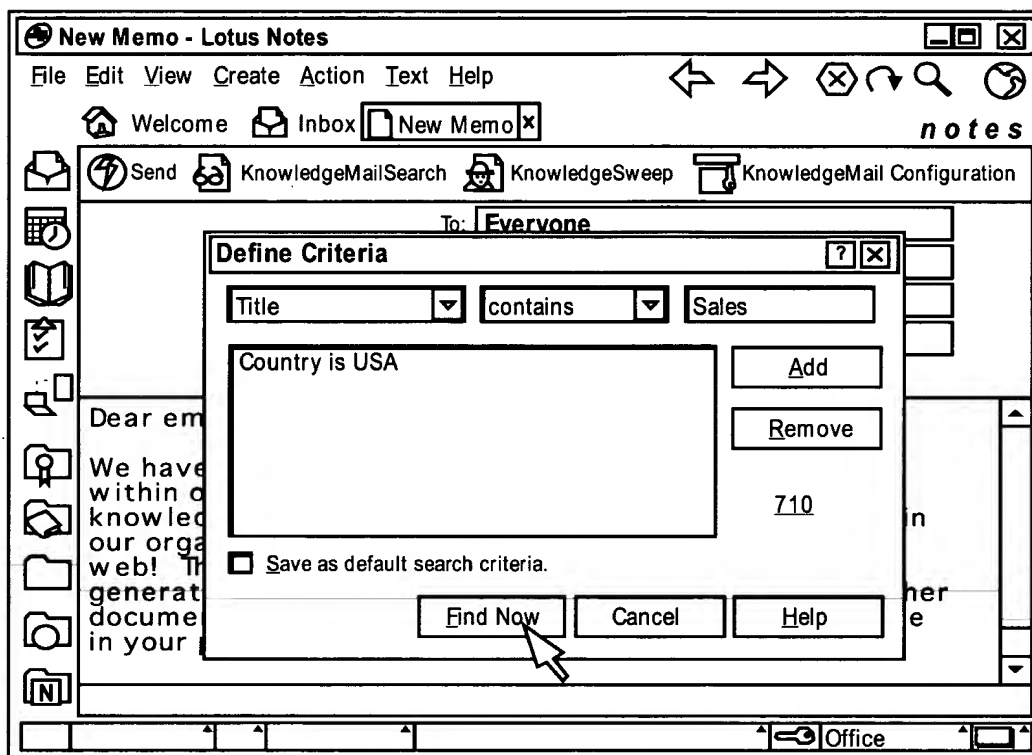 New Memo - Lotus Notes
File Edit View Create Action Text Help
Welcome Inbox New Memo x
notes
Send KnowledgeMailSearch KnowledgeSweep KnowledgeMail Configuration
To: Everyone
Define Criteria ? X
Title contains Sales
Country is USA
Add
Remove
710
Save as default search criteria.
Find Now Cancel Help
Dear em
We have
within o
knowled in
our orga
web! Th
generat her
docume e
in your
N
Office